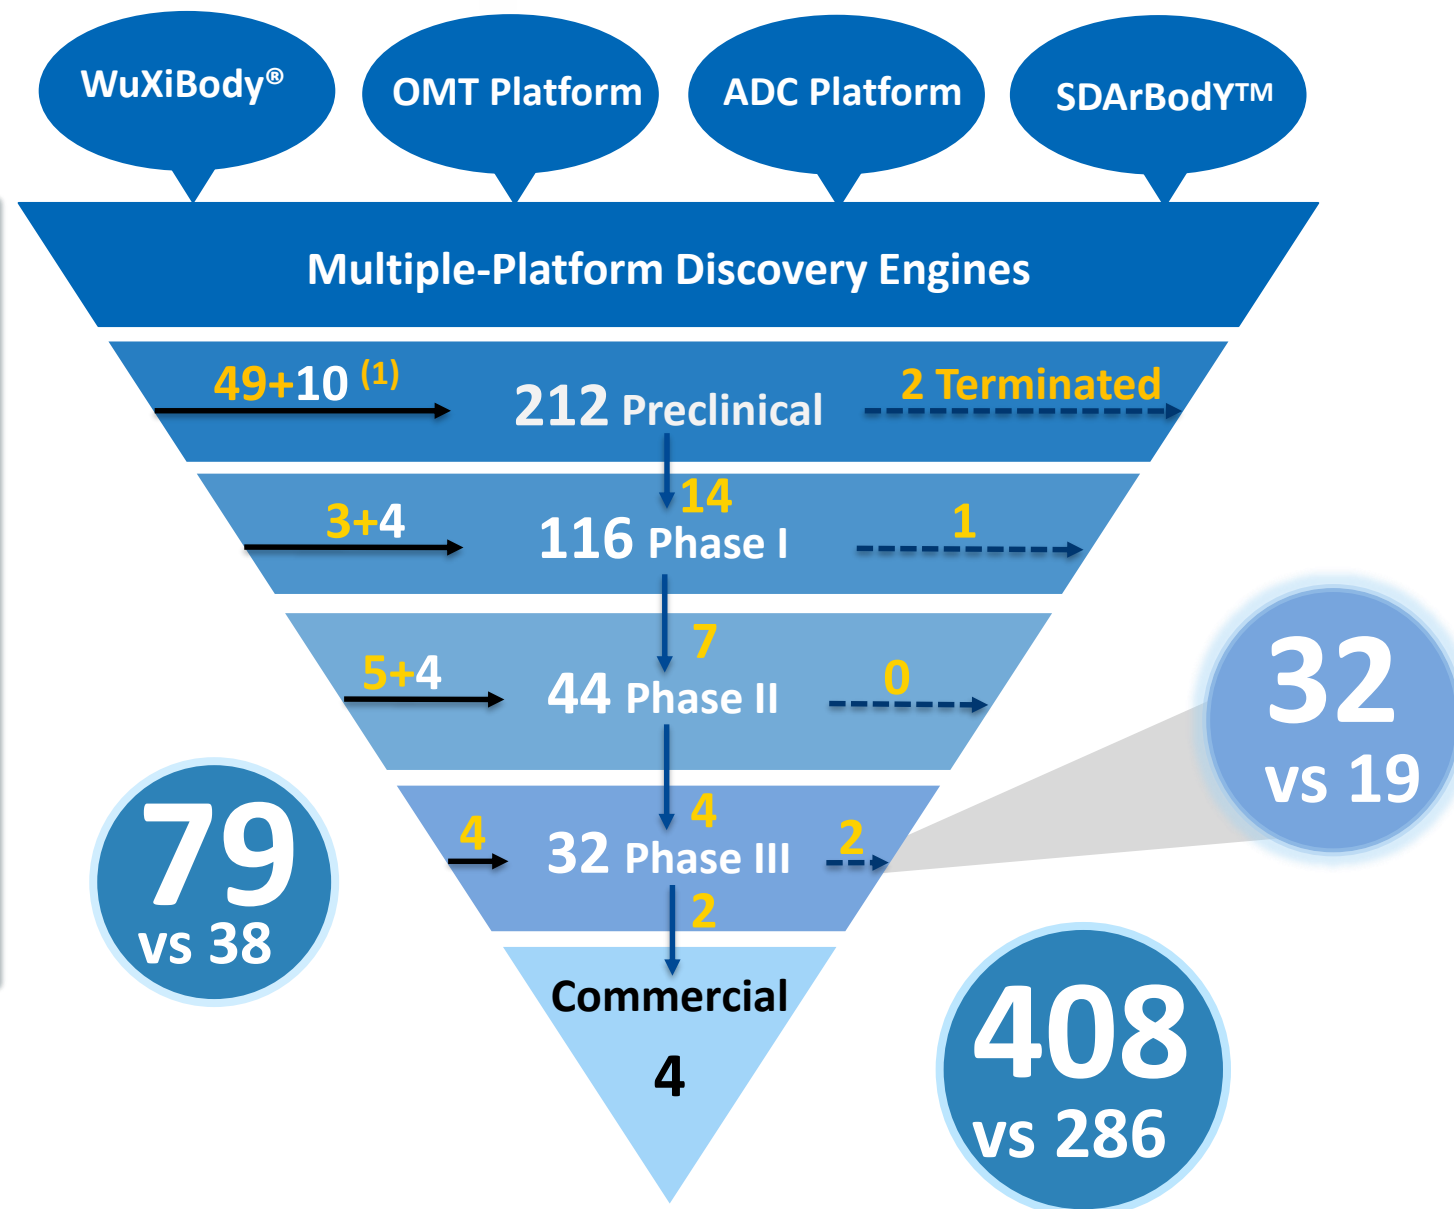 WuXiBody®
OMT Platform
ADC Platform
SDArBodY™
Multiple-Platform Discovery Engines
49+10 (1)
212 Preclinical
2 Terminated
14
3+4
116 Phase I
1
7
5+4
44 Phase II
0
4
4
32 Phase III
2
2
Commercial
4
32
vs 19
79
vs 38
408
vs 286